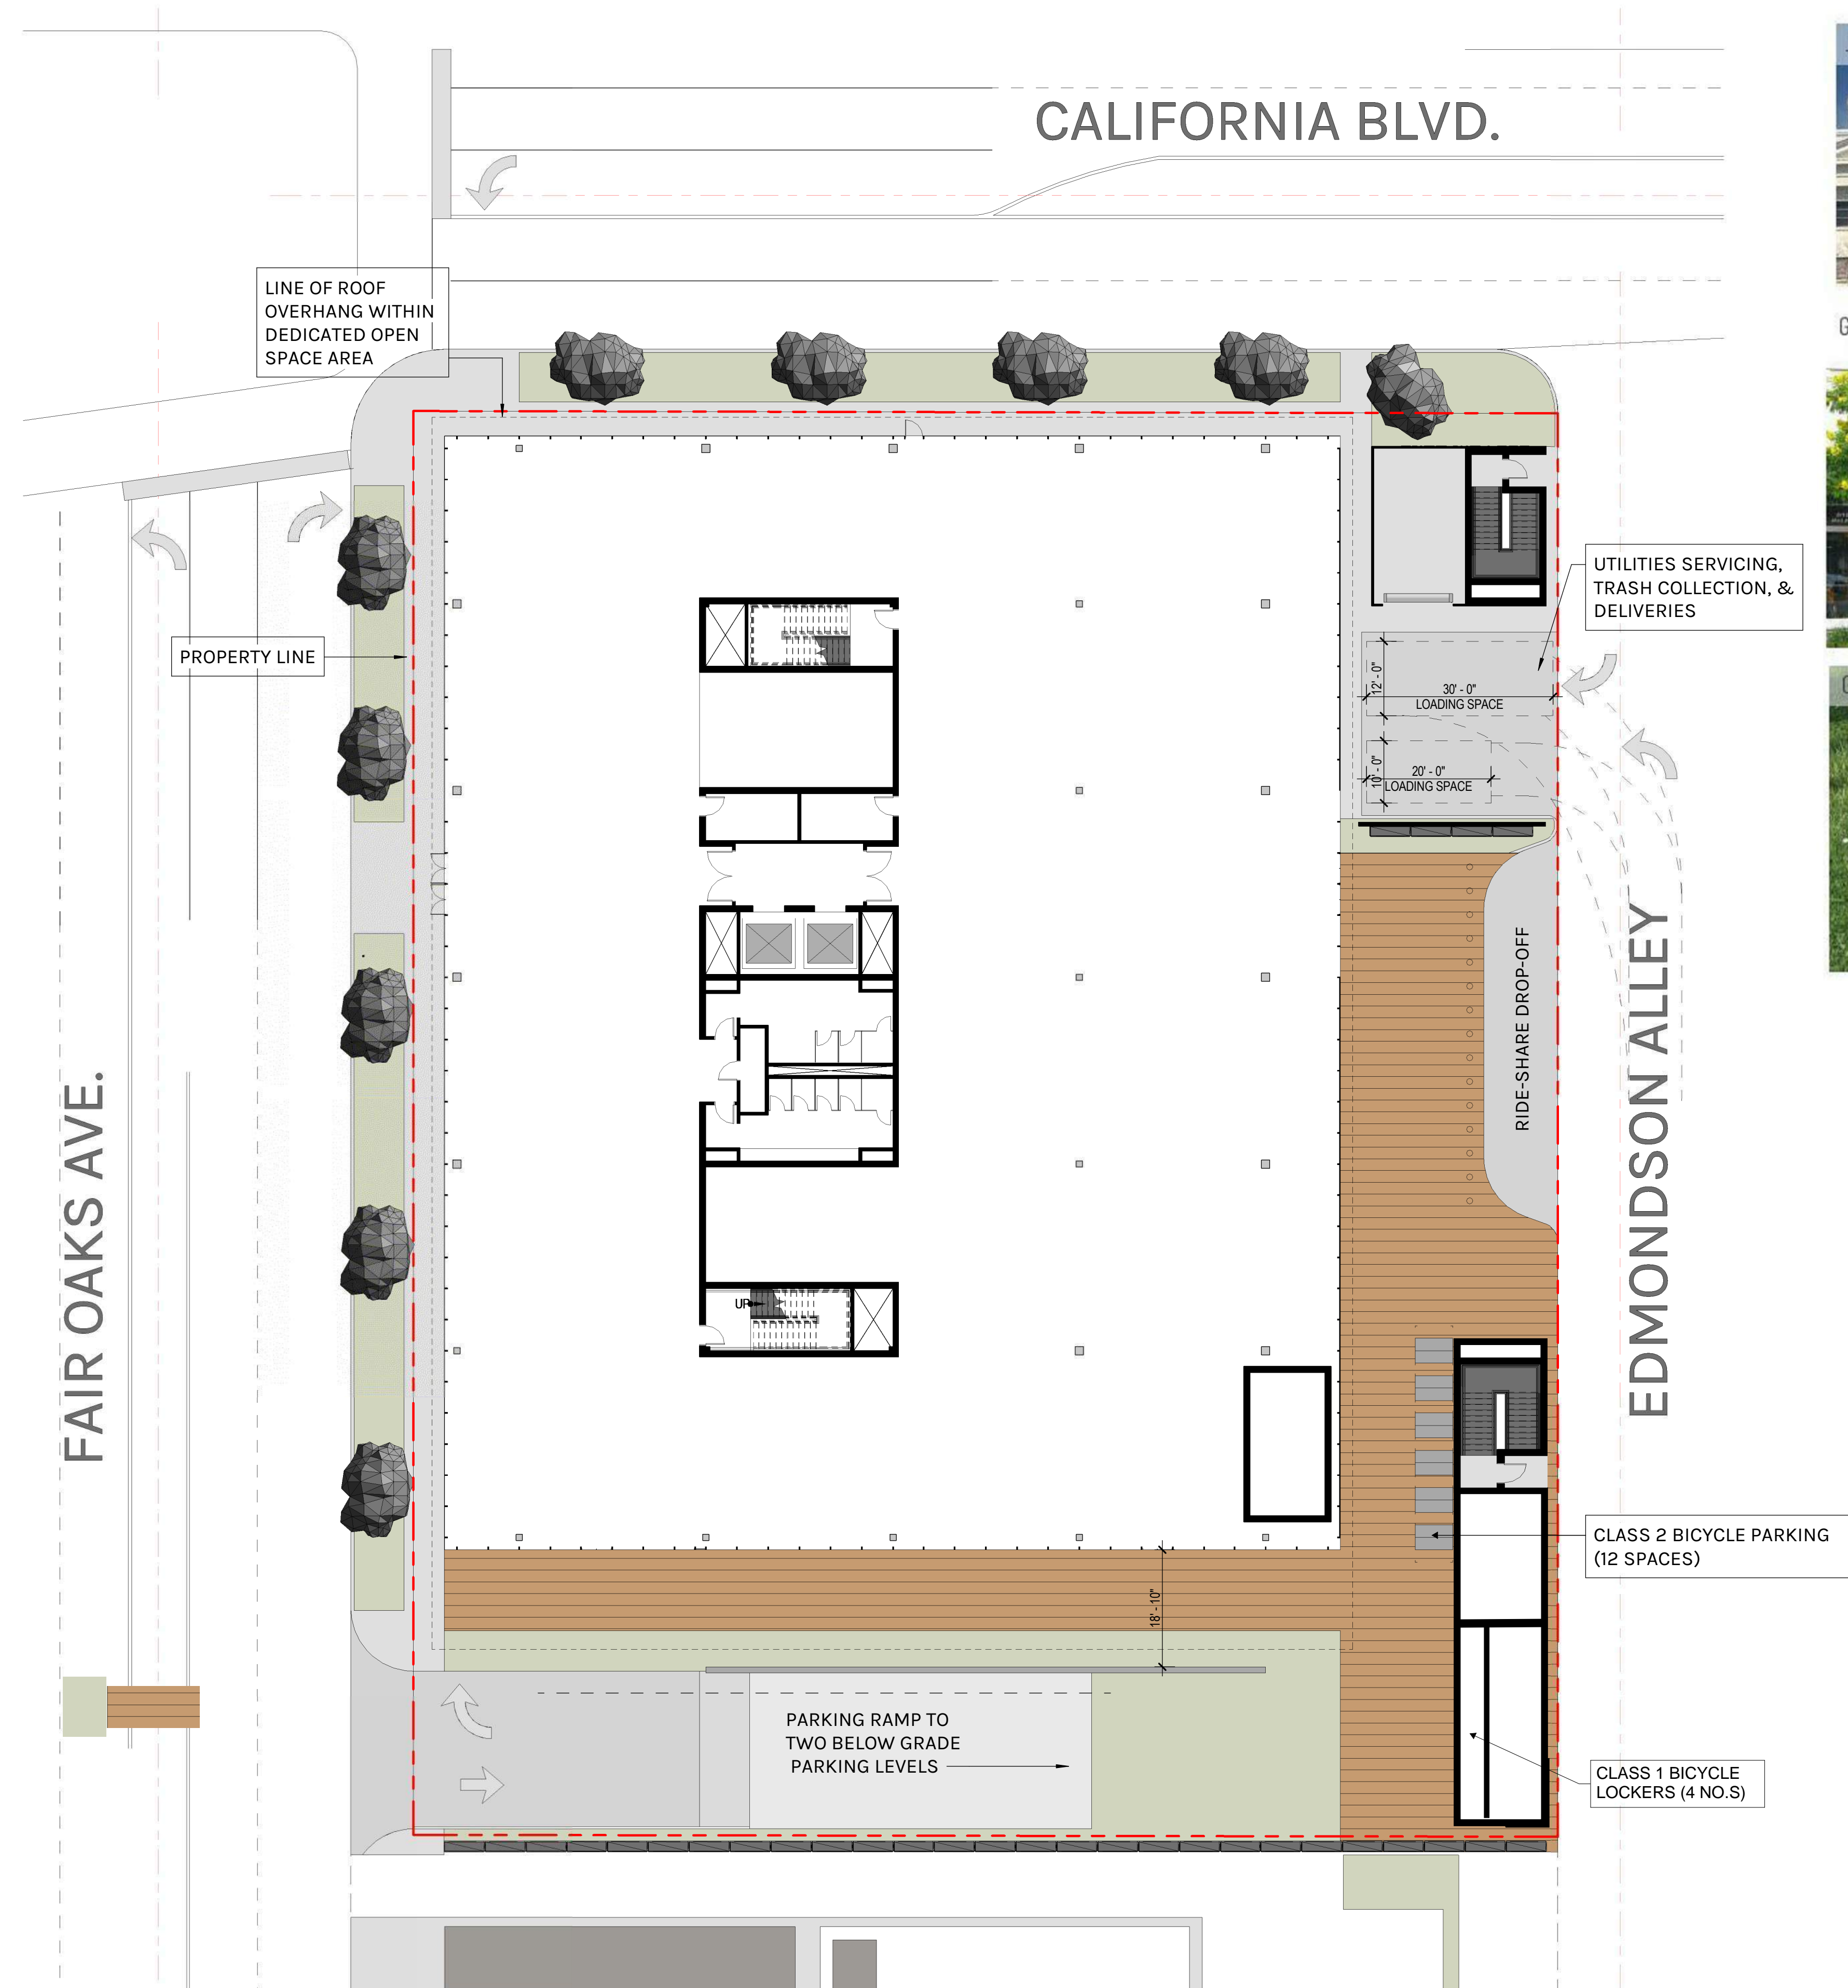 CALIFORNIA BLVD.
LINE OF ROOF
OVERHANG WITHIN
DEDICATED OPEN
SPACE AREA
UTILITIES SERVICING,
TRASH COLLECTION, &
DELIVERIES
PROPERTY LINE
12' - 0"
30' - 0"
LOADING SPACE
10' - 0"
20' - 0"
LOADING SPACE
RIDE-SHARE DROP-OFF
EDMONDSON ALLEY
FAIR OAKS AVE.
UP
CLASS 2 BICYCLE PARKING
(12 SPACES)
18' - 10"
PARKING RAMP TO
TWO BELOW GRADE
PARKING LEVELS
CLASS 1 BICYCLE
LOCKERS (4 NO.S)